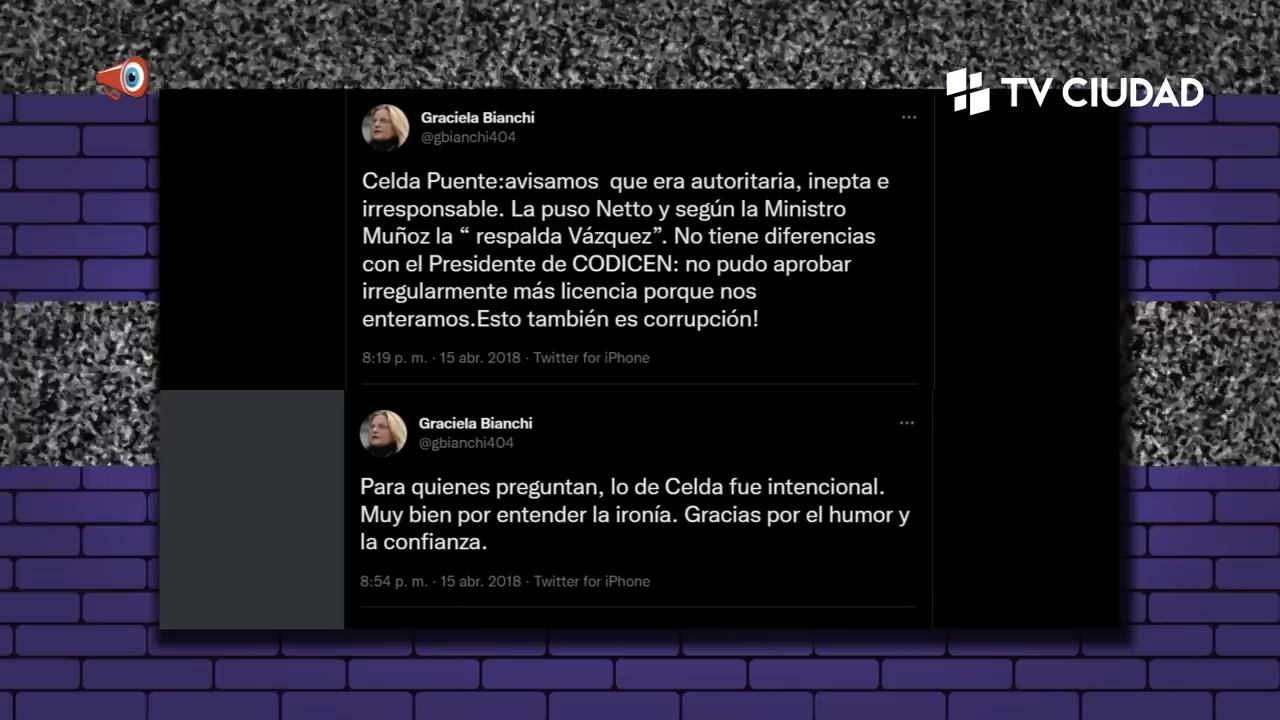 TV CIUDAD
Graciela Bianchi
@gbianchi404
Celda Puente:avisamos  que era autoritaria, inepta e
irresponsable. La puso Netto y según la Ministro
Muñoz la “ respalda Vázquez”. No tiene diferencias
con el Presidente de CODICEN: no pudo aprobar
irregularmente más licencia porque nos
enteramos.Esto también es corrupción!
8:19 p. m. · 15 abr. 2018 · Twitter for iPhone
Graciela Bianchi
@gbianchi404
Para quienes preguntan, lo de Celda fue intencional.
Muy bien por entender la ironía. Gracias por el humor y
la confianza.
8:54 p. m. · 15 abr. 2018 · Twitter for iPhone